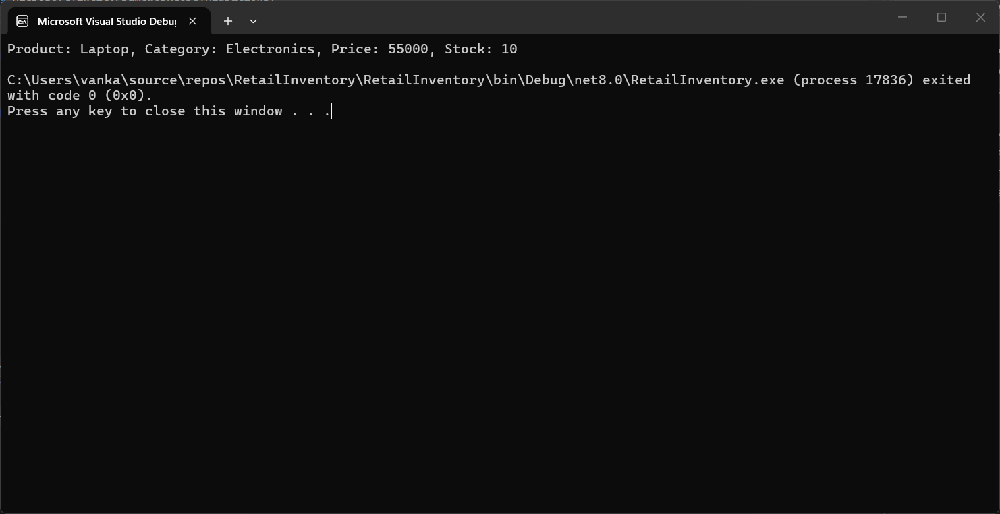 Microsoft Visual Studio Debug
Product: Laptop, Category: Electronics, Price: 55000, Stock: 10
C:\Users\vanka\source\repos\RetailInventory\RetailInventory\bin\Debug\net8.0\RetailInventory.exe (process 17836) exited
with code 0 (0x0).
Press any key to close this window . . .